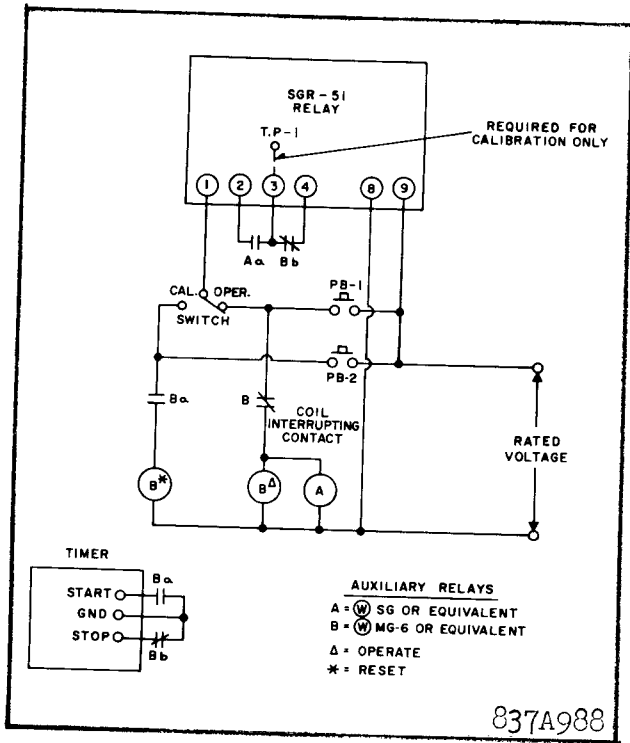 SGR-51
RELAY
T.P-1
REQUIRED FOR
CALIBRATION ONLY
1 2 3 4 8 9
Aa Bb
CAL. OPER.
SWITCH
PB-1
PB-2
Ba
B
COIL
INTERRUPTING
CONTACT
RATED
VOLTAGE
B*
BΔ
A
TIMER
START
GND
STOP
Ba
Bb
AUXILIARY RELAYS
A = Ⓦ SG OR EQUIVALENT
B = Ⓦ MG-6 OR EQUIVALENT
Δ = OPERATE
* = RESET
837A988